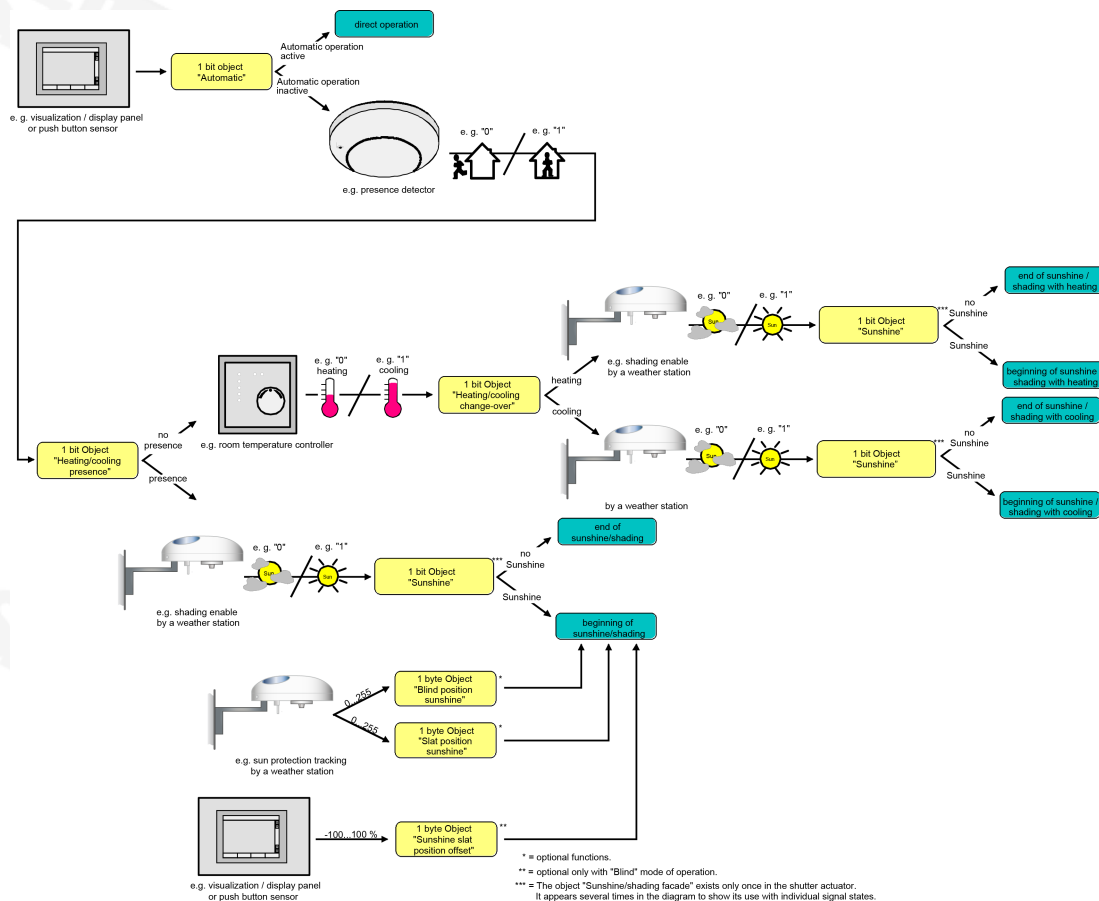 direct operation
Automatic operation
active
1 bit object
"Automatic"
Automatic operation
inactive
e. g. visualization / display panel
or push button sensor
e. g. "0"
e. g. "1"
e.g. presence detector
e. g. "0"
e. g. "1"
Sun
Sun
1 bit Object
"Sunshine"
***
no
Sunshine
Sunshine
end of sunshine /
shading with heating
beginning of sunshine
shading with heating
e.g. shading enable
by a weather station
e. g. "0"
heating
e. g. "1"
cooling
1 bit Object
"Heating/cooling
change-over"
heating
cooling
e.g. room temperature controller
1 bit Object
"Heating/cooling
presence"
no
presence
presence
e. g. "0"
e. g. "1"
Sun
Sun
1 bit Object
"Sunshine"
***
no
Sunshine
Sunshine
end of sunshine /
shading with cooling
beginning of sunshine /
shading with cooling
by a weather station
e. g. "0"
e. g. "1"
Sun
Sun
1 bit Object
"Sunshine"
***
no
Sunshine
Sunshine
end of
sunshine/shading
beginning of
sunshine/shading
e.g. shading enable
by a weather station
0...255
0...255
1 byte Object
"Blind position
sunshine"
*
1 byte Object
"Slat position
sunshine"
*
e.g. sun protection tracking
by a weather station
-100...100 %
1 byte Object
"Sunshine slat
position offset"
**
e.g. visualization / display panel
or push button sensor
* = optional functions.
** = optional only with "Blind" mode of operation.
*** = The object "Sunshine/shading facade" exists only once in the shutter actuator.
It appears several times in the diagram to show its use with individual signal states.